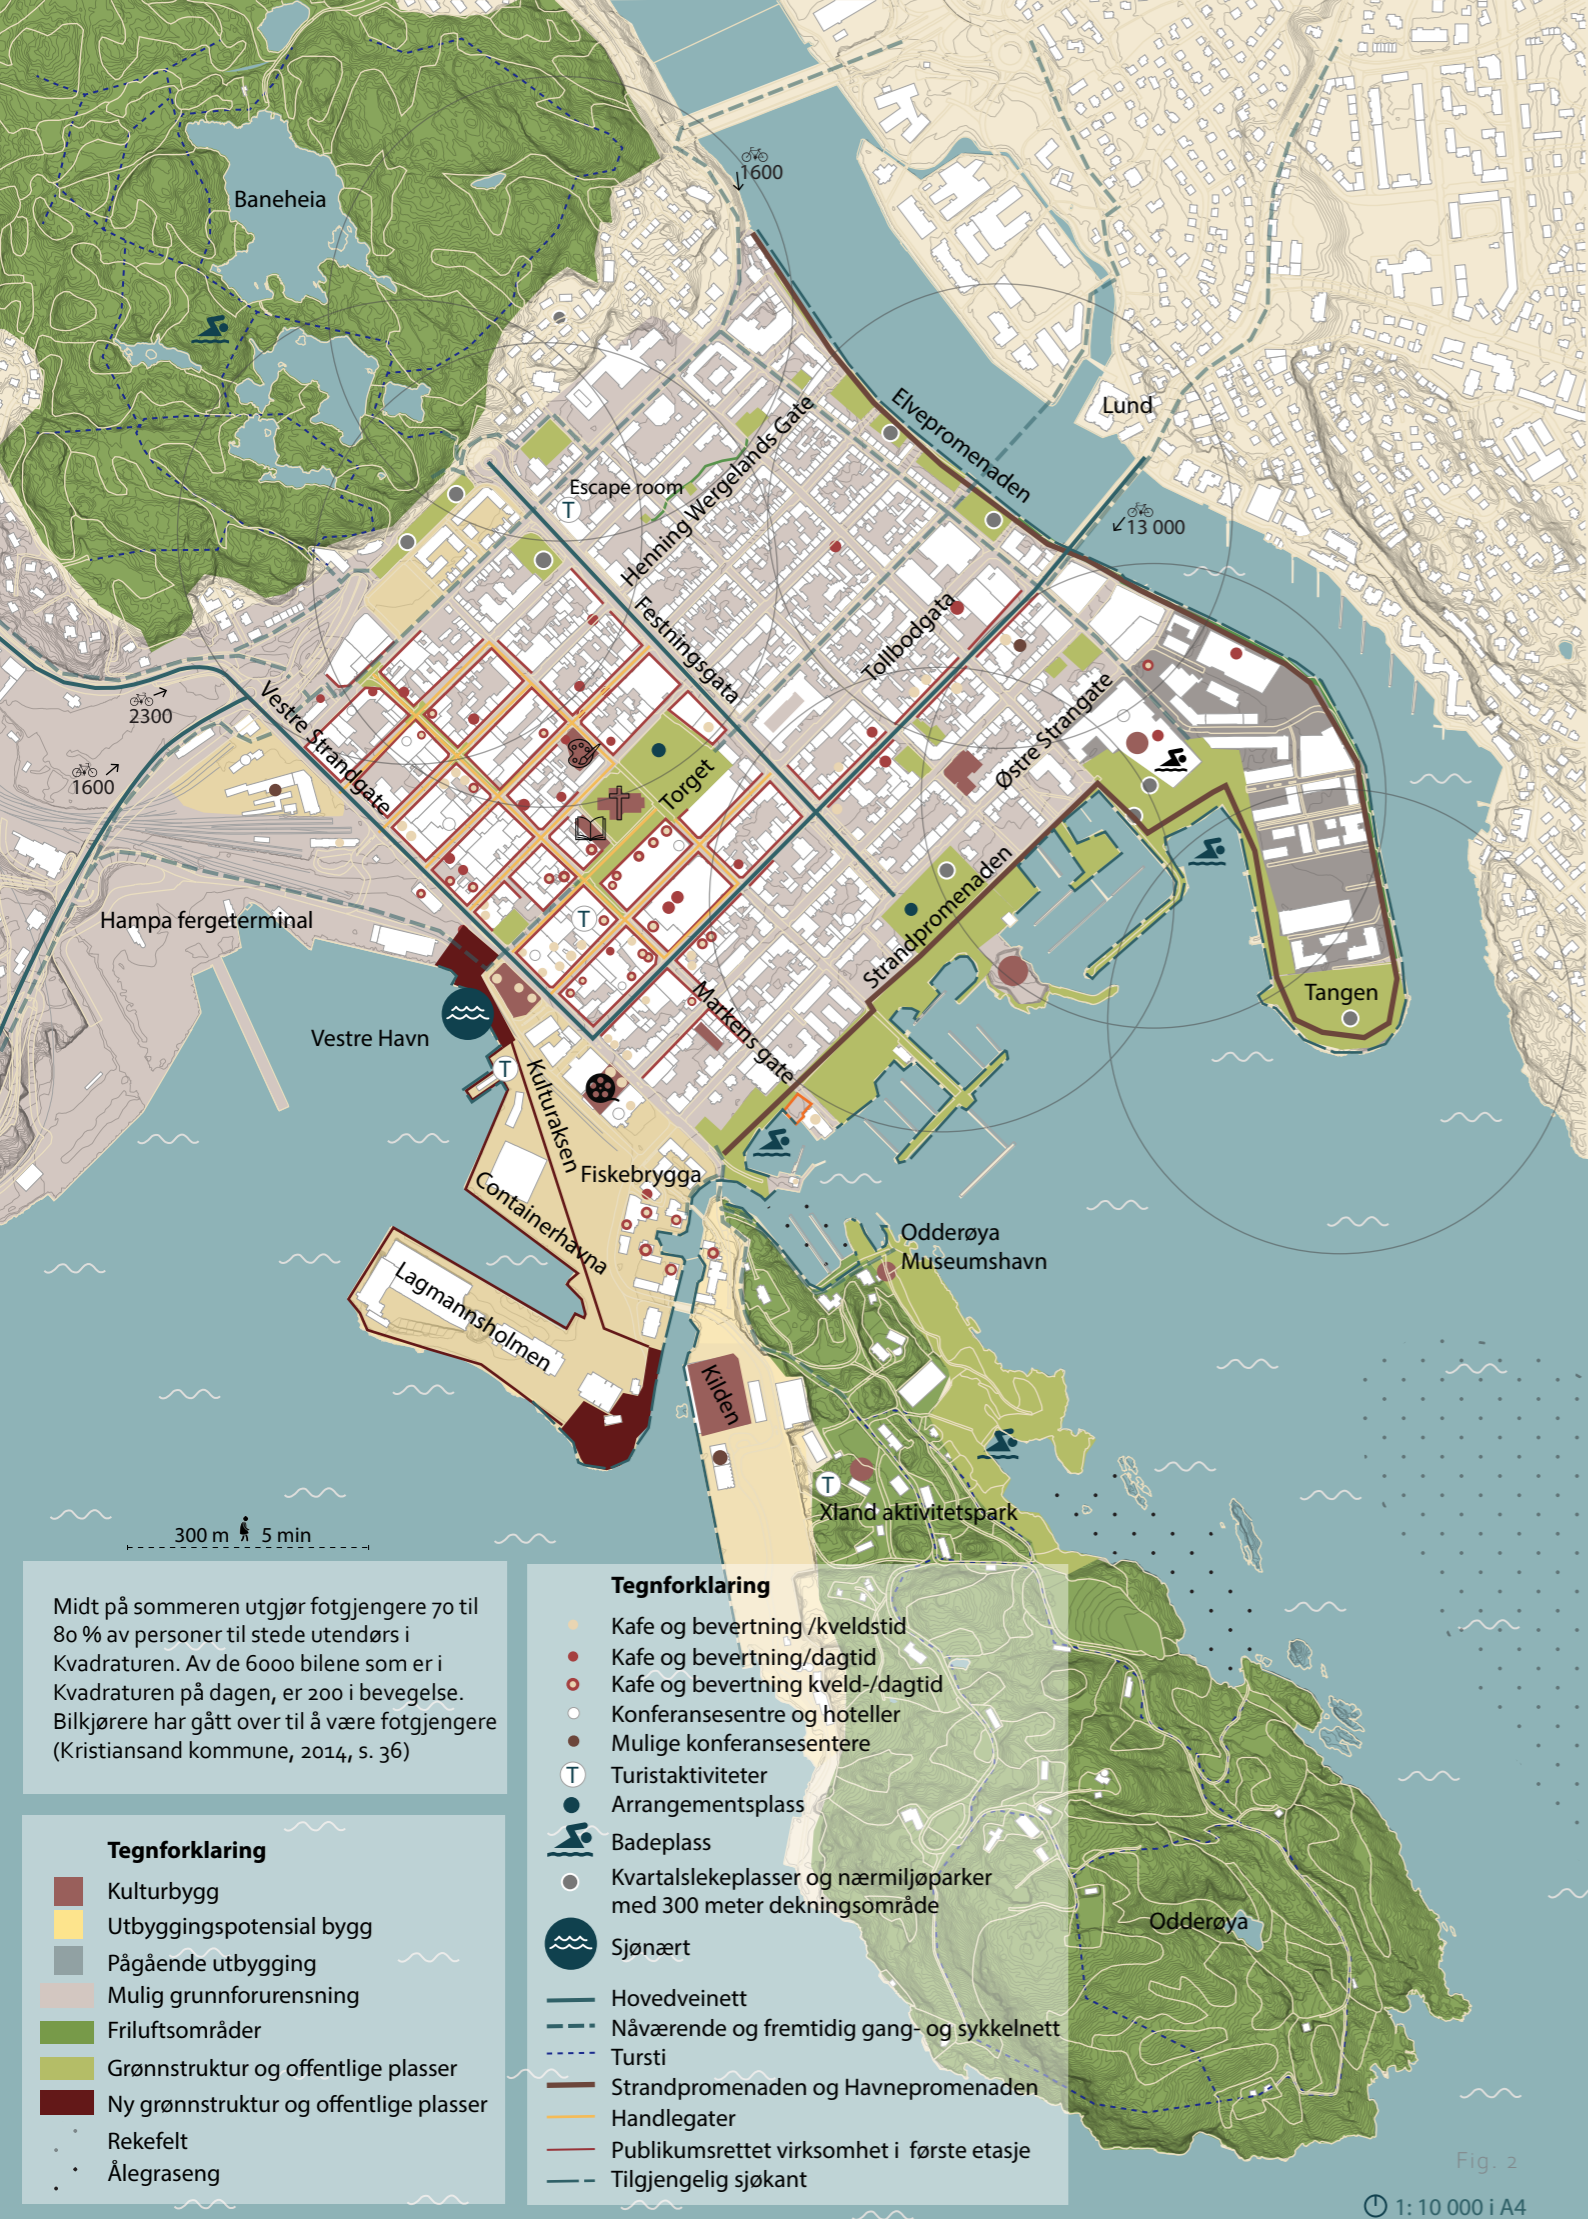 Baneheia
1600
Lund
Elvepromenaden
Henning Wergelands Gate
Escape room
T
13 000
Festningsgata
Tollbodgata
Østre Strangate
Vestre Strandgate
2300
1600
Torget
Hampa fergeterminal
T
Strandpromenaden
Tangen
Markens gate
Vestre Havn
T
Kulturaksen
Fiskebrygga
Containerhavna
Odderøya
Museumshavn
Lagmannsholmen
Kilden
T
Xland aktivitetspark
Odderøya
300 m 5 min
Midt på sommeren utgjør fotgjengere 70 til
80 % av personer til stede utendørs i
Kvadraturen. Av de 6000 bilene som er i
Kvadraturen på dagen, er 200 i bevegelse.
Bilkjørere har gått over til å være fotgjengere
(Kristiansand kommune, 2014, s. 36)
Tegnforklaring
Kulturbygg
Utbyggingspotensial bygg
Pågående utbygging
Mulig grunnforurensning
Friluftsområder
Grønnstruktur og offentlige plasser
Ny grønnstruktur og offentlige plasser
Rekefelt
Ålegraseng
Tegnforklaring
Kafe og bevertning /kveldstid
Kafe og bevertning/dagtid
Kafe og bevertning kveld-/dagtid
Konferansesentre og hoteller
Mulige konferansesentere
T Turistaktiviteter
Arrangementsplass
Badeplass
Kvartalslekeplasser og nærmiljøparker
med 300 meter dekningsområde
Sjønært
Hovedveinett
Nåværende og fremtidig gang- og sykkelnett
Tursti
Strandpromenaden og Havnepromenaden
Handlegater
Publikumsrettet virksomhet i første etasje
Tilgjengelig sjøkant
Fig. 2
1: 10 000 i A4